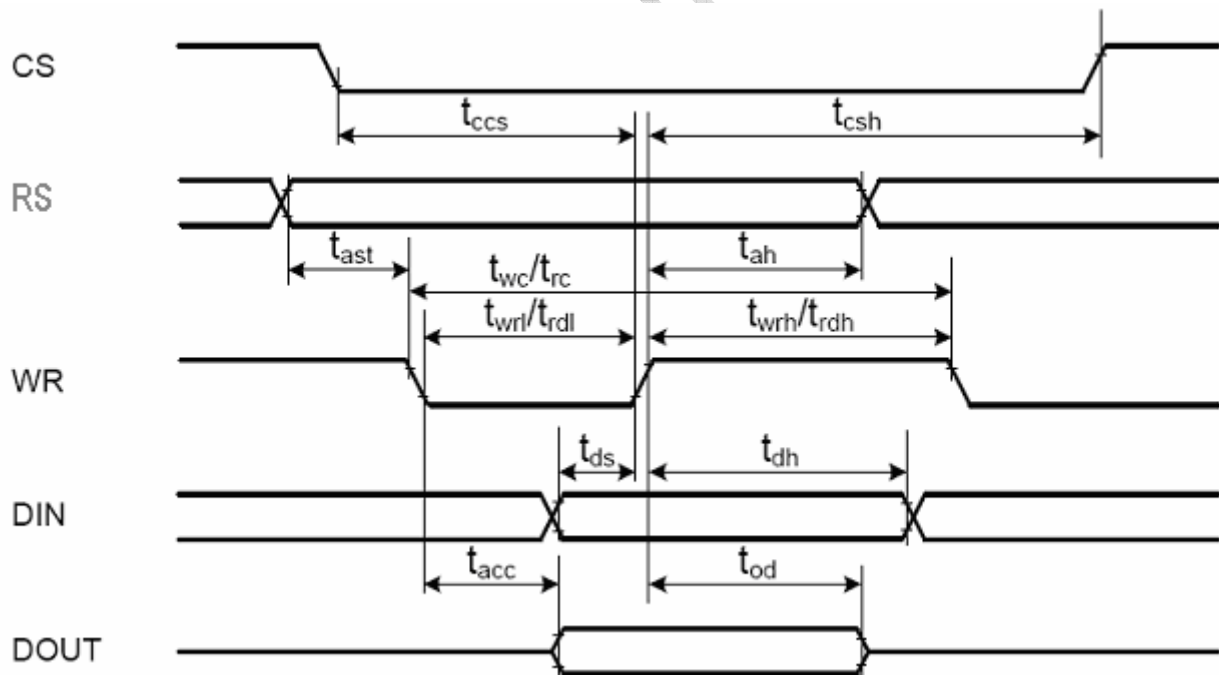 CS
tccs
tcsh
RS
tast
tah
twc/trc
twrl/trdl
twrh/trdh
WR
tds
tdh
DIN
tacc
tod
DOUT